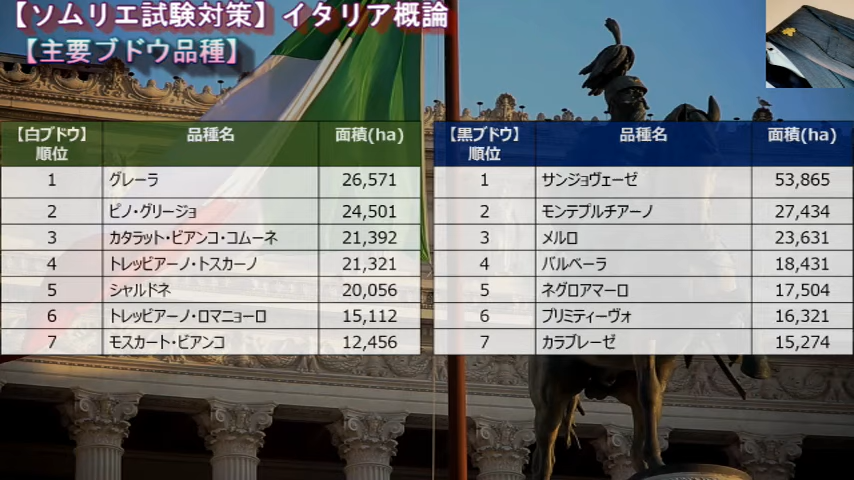 【ソムリエ試験対策】イタリア概論
【主要ブドウ品種】
【白ブドウ】順位 品種名 面積(ha)
1 グレーラ 26,571
2 ピノ・グリージョ 24,501
3 カタラット・ビアンコ・コムーネ 21,392
4 トレッビアーノ・トスカーノ 21,321
5 シャルドネ 20,056
6 トレッビアーノ・ロマニョーロ 15,112
7 モスカート・ビアンコ 12,456
【黒ブドウ】順位 品種名 面積(ha)
1 サンジョヴェーゼ 53,865
2 モンテプルチアーノ 27,434
3 メルロ 23,631
4 バルベーラ 18,431
5 ネグロアマーロ 17,504
6 プリミティーヴォ 16,321
7 カラブレーゼ 15,274